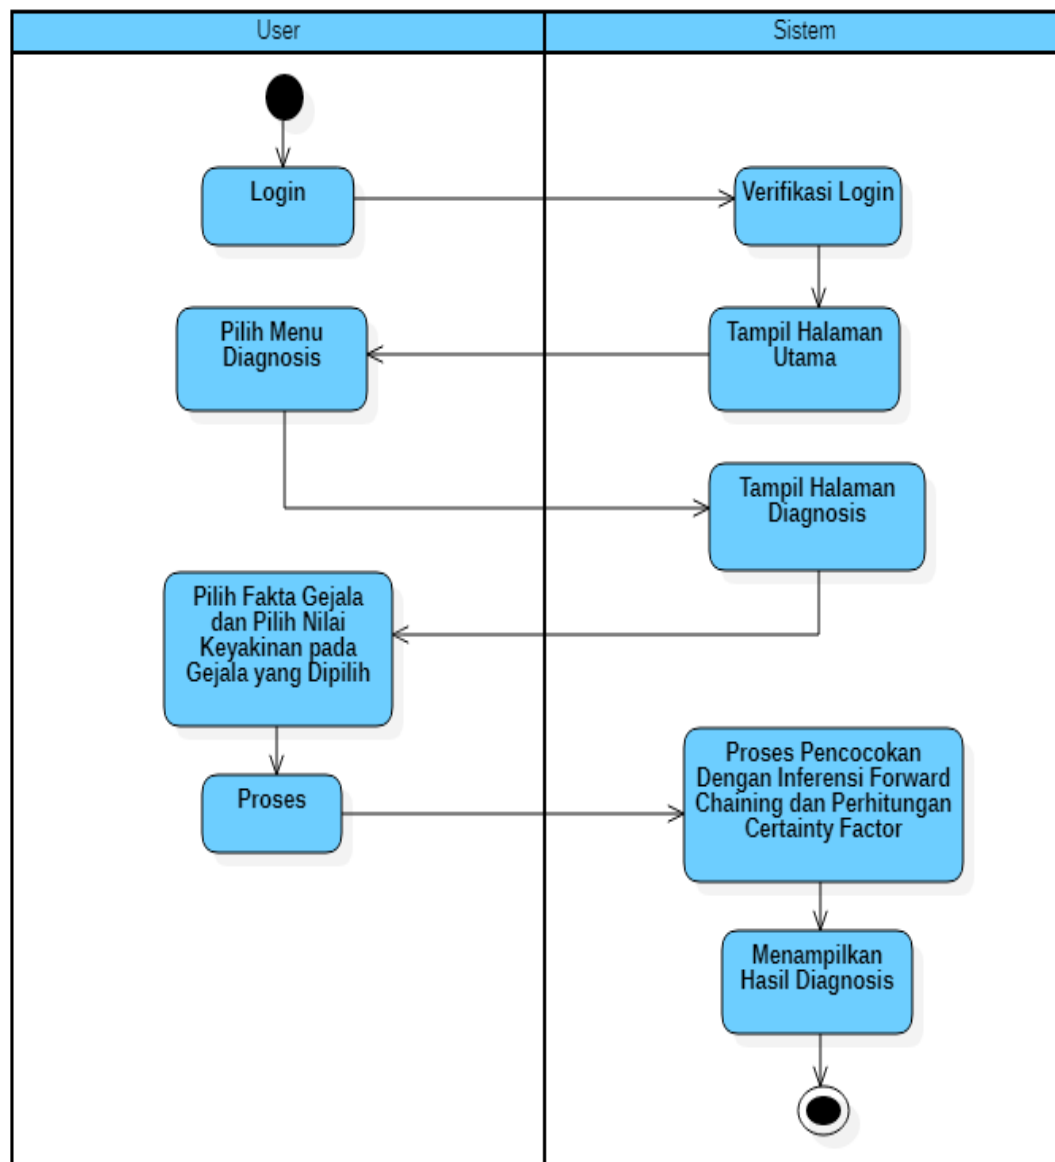 User
Sistem
Login
Verifikasi Login
Pilih Menu
Diagnosis
Tampil Halaman
Utama
Tampil Halaman
Diagnosis
Pilih Fakta Gejala
dan Pilih Nilai
Keyakinan pada
Gejala yang Dipilih
Proses
Proses Pencocokan
Dengan Inferensi Forward
Chaining dan Perhitungan
Certainty Factor
Menampilkan
Hasil Diagnosis